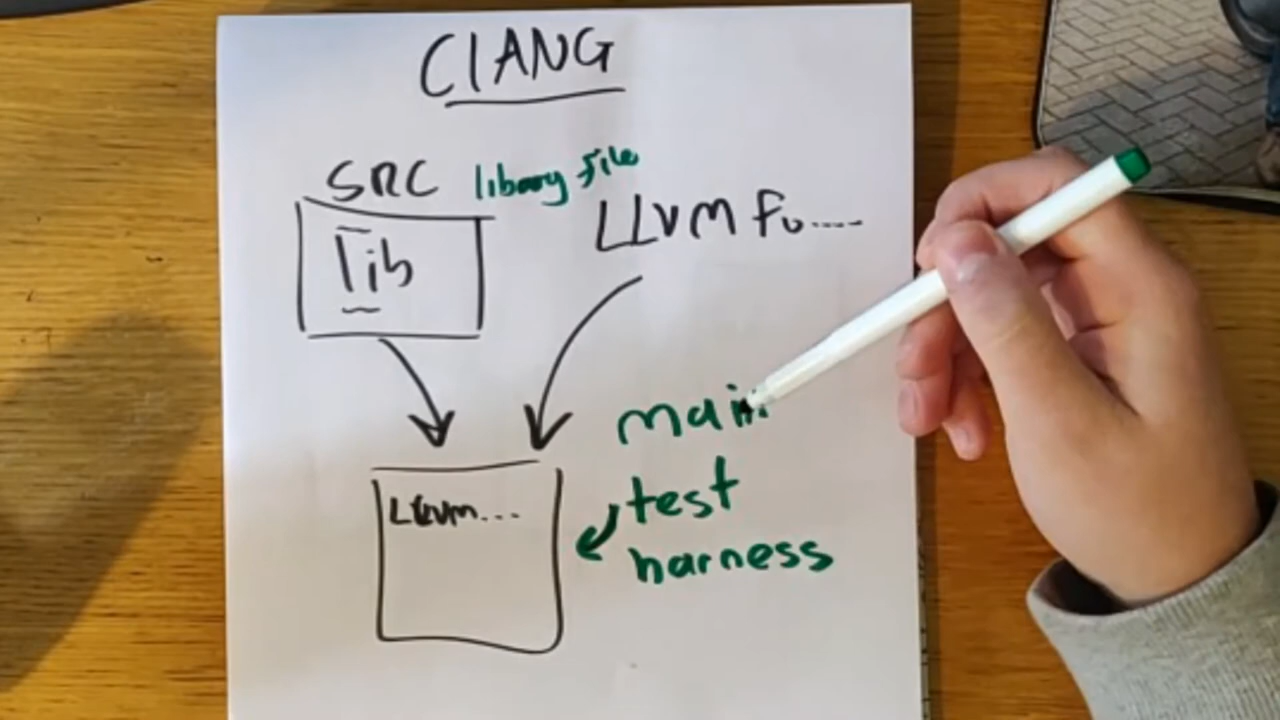 CLANG
SRC library file
LLVM Fu....
lib
main
LLvm...
test
harness